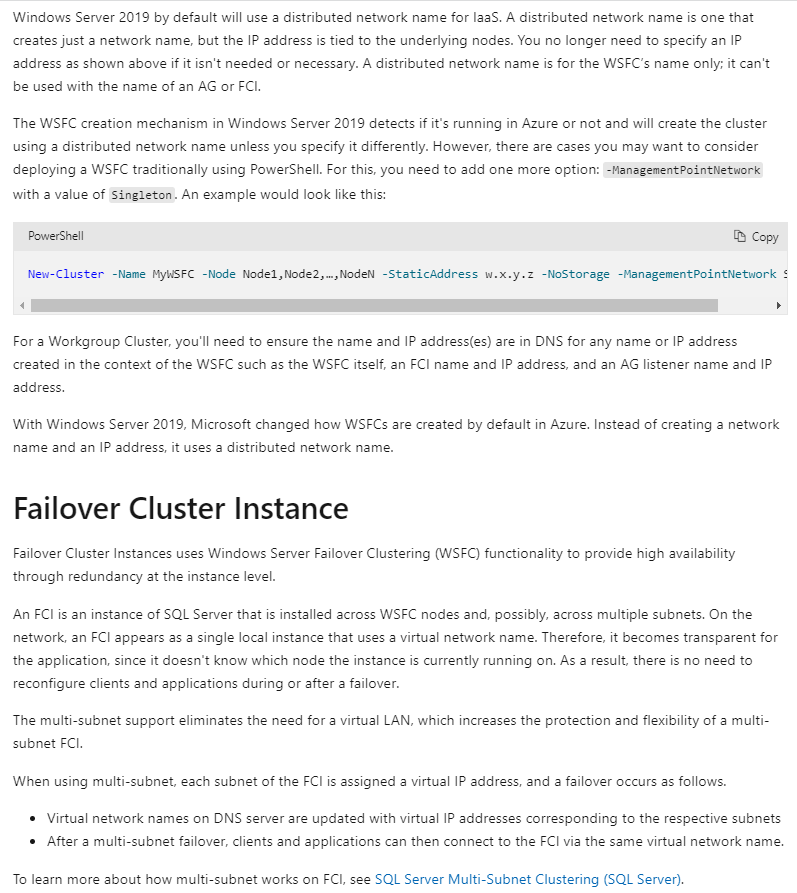 Windows Server 2019 by default will use a distributed network name for IaaS. A distributed network name is one that
creates just a network name, but the IP address is tied to the underlying nodes. You no longer need to specify an IP
address as shown above if it isn't needed or necessary. A distributed network name is for the WSFC's name only; it can't
be used with the name of an AG or FCI.
The WSFC creation mechanism in Windows Server 2019 detects if it's running in Azure or not and will create the cluster
using a distributed network name unless you specify it differently. However, there are cases you may want to consider
deploying a WSFC traditionally using PowerShell. For this, you need to add one more option: -ManagementPointNetwork
with a value of Singleton. An example would look like this:
PowerShell
Copy
New-Cluster -Name MyWSFC -Node Node1,Node2,…,NodeN -StaticAddress w.x.y.z -NoStorage -ManagementPointNetwork
For a Workgroup Cluster, you'll need to ensure the name and IP address(es) are in DNS for any name or IP address
created in the context of the WSFC such as the WSFC itself, an FCI name and IP address, and an AG listener name and IP
address.
With Windows Server 2019, Microsoft changed how WSFCs are created by default in Azure. Instead of creating a network
name and an IP address, it uses a distributed network name.
Failover Cluster Instance
Failover Cluster Instances uses Windows Server Failover Clustering (WSFC) functionality to provide high availability
through redundancy at the instance level.
An FCI is an instance of SQL Server that is installed across WSFC nodes and, possibly, across multiple subnets. On the
network, an FCI appears as a single local instance that uses a virtual network name. Therefore, it becomes transparent for
the application, since it doesn't know which node the instance is currently running on. As a result, there is no need to
reconfigure clients and applications during or after a failover.
The multi-subnet support eliminates the need for a virtual LAN, which increases the protection and flexibility of a multi-
subnet FCI.
When using multi-subnet, each subnet of the FCI is assigned a virtual IP address, and a failover occurs as follows.
• Virtual network names on DNS server are updated with virtual IP addresses corresponding to the respective subnets
• After a multi-subnet failover, clients and applications can then connect to the FCI via the same virtual network name.
To learn more about how multi-subnet works on FCI, see SQL Server Multi-Subnet Clustering (SQL Server).